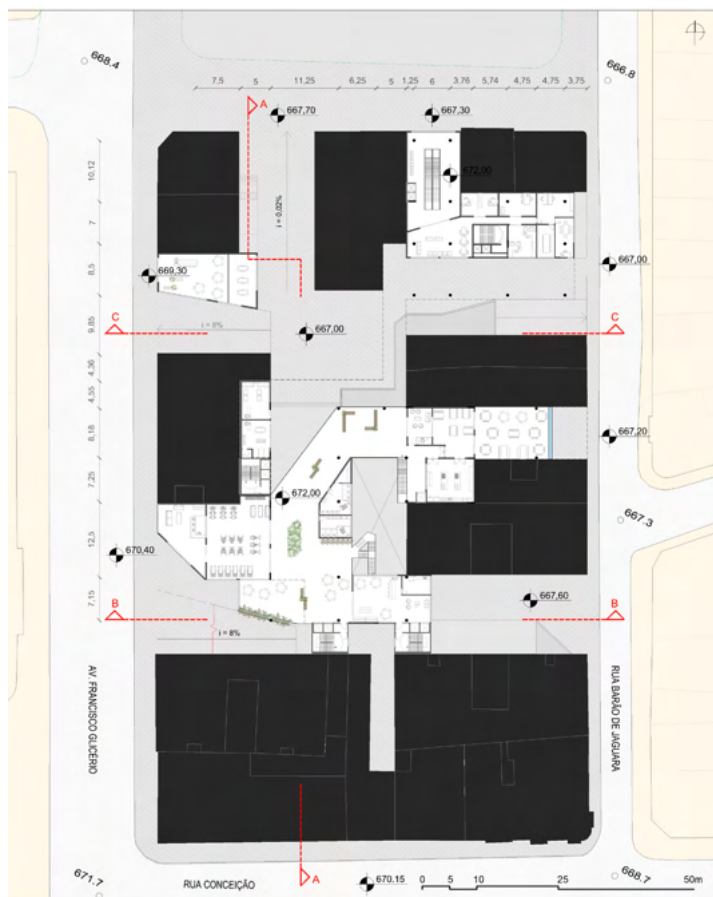 668.4
666.8
7,5 5 11,25 6,25 5 1,25 6 3,76 5,74 4,75 4,75 3,75
A
667,70
667,30
10,12
672,00
i = 0,02%
7
8,5
669,30
667,00
9,85
C
i = 8%
667,00
C
4,36
4,55
8,18
667,20
7,25
672,00
667.3
12,5
670,40
7,15
667,60
B
i = 8%
B
AV. FRANCISCO GLICÉRIO
RUA BARÃO DE JAGUARA
671.7
RUA CONCEIÇÃO
A
670.15
0 5 10 25 50m
668.7